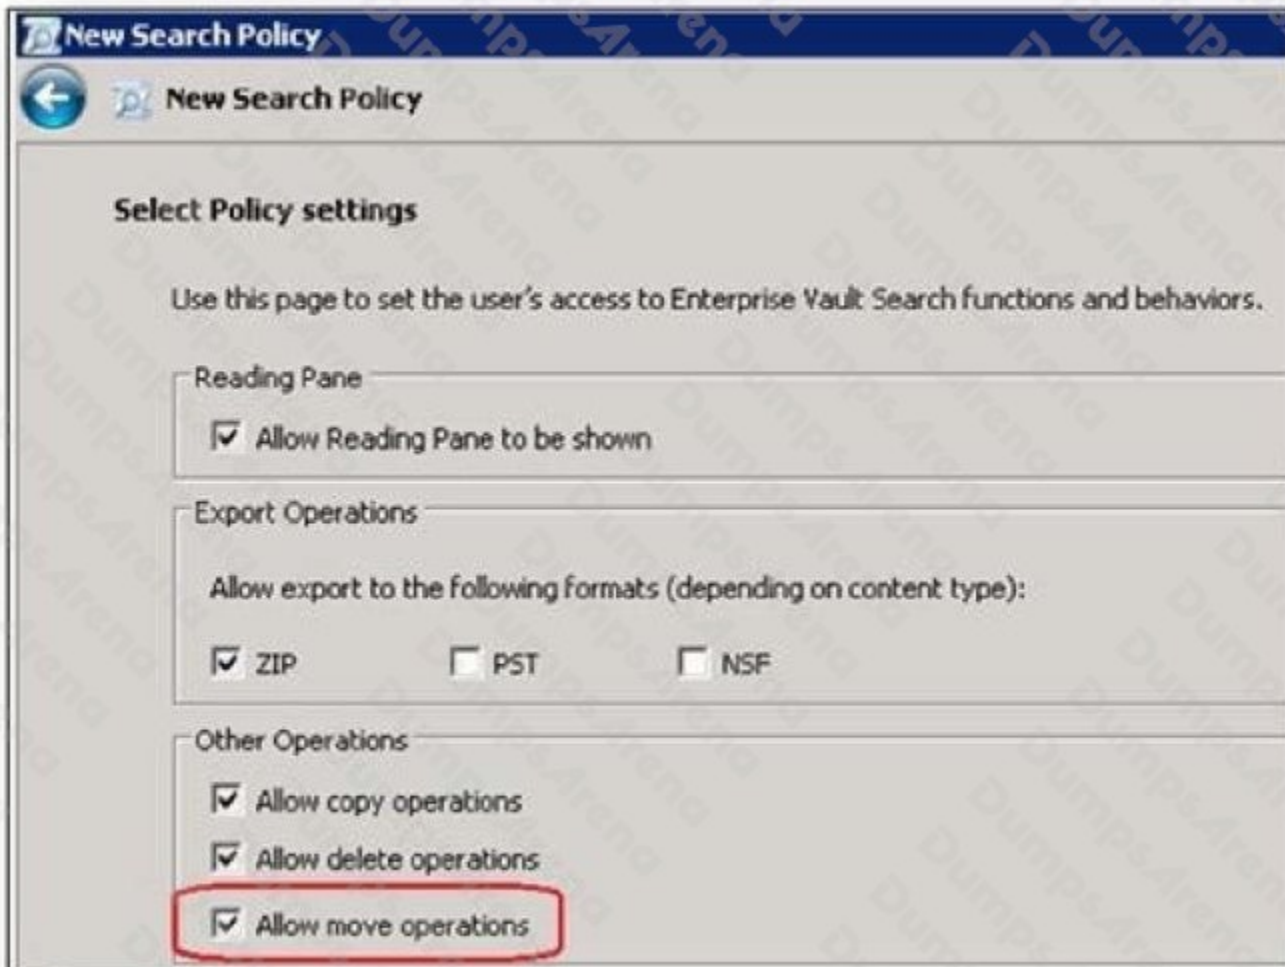 New Search Policy
New Search Policy
Select Policy settings
Use this page to set the user's access to Enterprise Vault Search functions and behaviors.
Reading Pane
Allow Reading Pane to be shown
Export Operations
Allow export to the following formats (depending on content type):
ZIP PST NSF
Other Operations
Allow copy operations
Allow delete operations
Allow move operations
DumpsArena